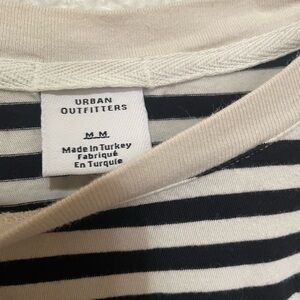 URBAN
OUTFITTERS
M M
Made In Turkey
Fabriqué
En Turquie